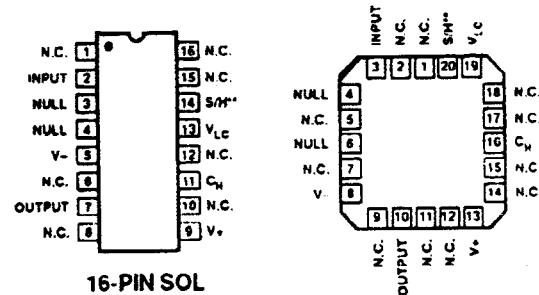 N.C. 1 16 N.C.
INPUT 2 15 N.C.
NULL 3 14 S/H**
NULL 4 13 VLC
V- 5 12 N.C.
N.C. 6 11 CH
OUTPUT 7 10 N.C.
N.C. 8 9 V+
16-PIN SOL
INPUT N.C. N.C. S/H** VLC
3 2 1 20 19
NULL 4 18 N.C.
N.C. 5 17 N.C.
NULL 6 16 CH
N.C. 7 15 N.C.
V- 8 14 N.C.
9 10 11 12 13
N.C. OUTPUT N.C. N.C. V+